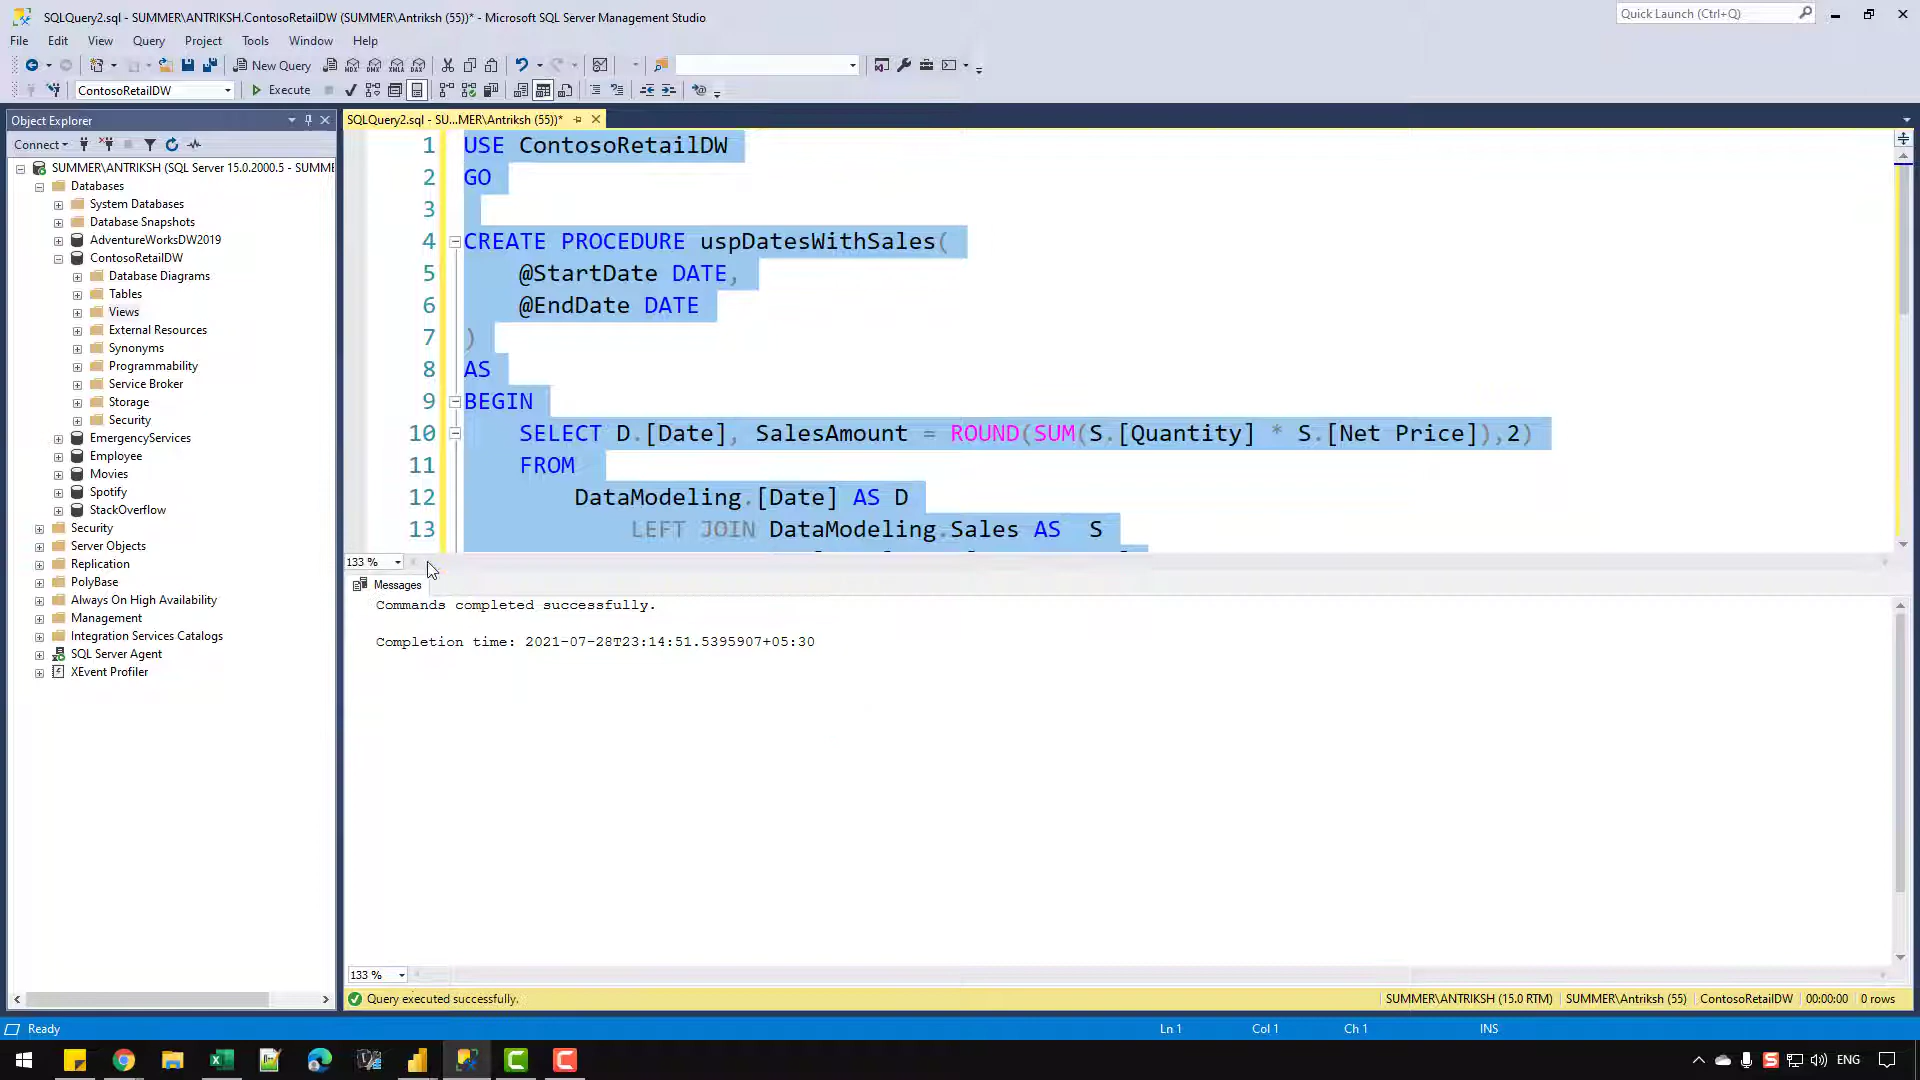 SQLQuery2.sql - SUMMER\ANTRIKSH.ContosoRetailDW (SUMMER\Antriksh (55))* - Microsoft SQL Server Management Studio
Quick Launch (Ctrl+Q)
File Edit View Query Project Tools Window Help
New Query
ContosoRetailDW
Execute
Object Explorer
Connect
SUMMER\ANTRIKSH (SQL Server 15.0.2000.5 - SUMME
Databases
System Databases
Database Snapshots
AdventureWorksDW2019
ContosoRetailDW
Database Diagrams
Tables
Views
External Resources
Synonyms
Programmability
Service Broker
Storage
Security
EmergencyServices
Employee
Movies
Spotify
StackOverflow
Security
Server Objects
Replication
PolyBase
Always On High Availability
Management
Integration Services Catalogs
SQL Server Agent
XEvent Profiler
SQLQuery2.sql - SU...MER\Antriksh (55))*
1 USE ContosoRetailDW
2 GO
3
4 CREATE PROCEDURE uspDatesWithSales(
5 @StartDate DATE,
6 @EndDate DATE
7 )
8 AS
9 BEGIN
10 SELECT D.[Date], SalesAmount = ROUND(SUM(S.[Quantity] * S.[Net Price]),2)
11 FROM
12 DataModeling.[Date] AS D
13 LEFT JOIN DataModeling.Sales AS S
133 %
Messages
Commands completed successfully.
Completion time: 2021-07-28T23:14:51.5395907+05:30
133 %
Query executed successfully.
SUMMER\ANTRIKSH (15.0 RTM) SUMMER\Antriksh (55) ContosoRetailDW 00:00:00 0 rows
Ready
Ln 1 Col 1 Ch 1 INS
ENG